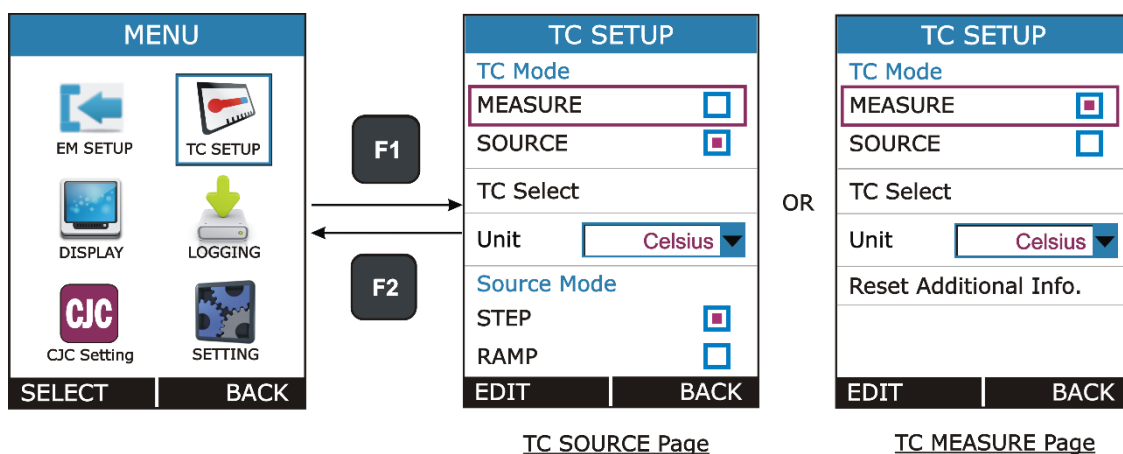 MENU
EM SETUP
TC SETUP
DISPLAY
LOGGING
CJC
CJC Setting
SETTING
SELECT
BACK
F1
F2
TC SETUP
TC Mode
MEASURE
SOURCE
TC Select
Unit
Celsius
Source Mode
STEP
RAMP
EDIT
BACK
TC SOURCE Page
OR
TC SETUP
TC Mode
MEASURE
SOURCE
TC Select
Unit
Celsius
Reset Additional Info.
EDIT
BACK
TC MEASURE Page